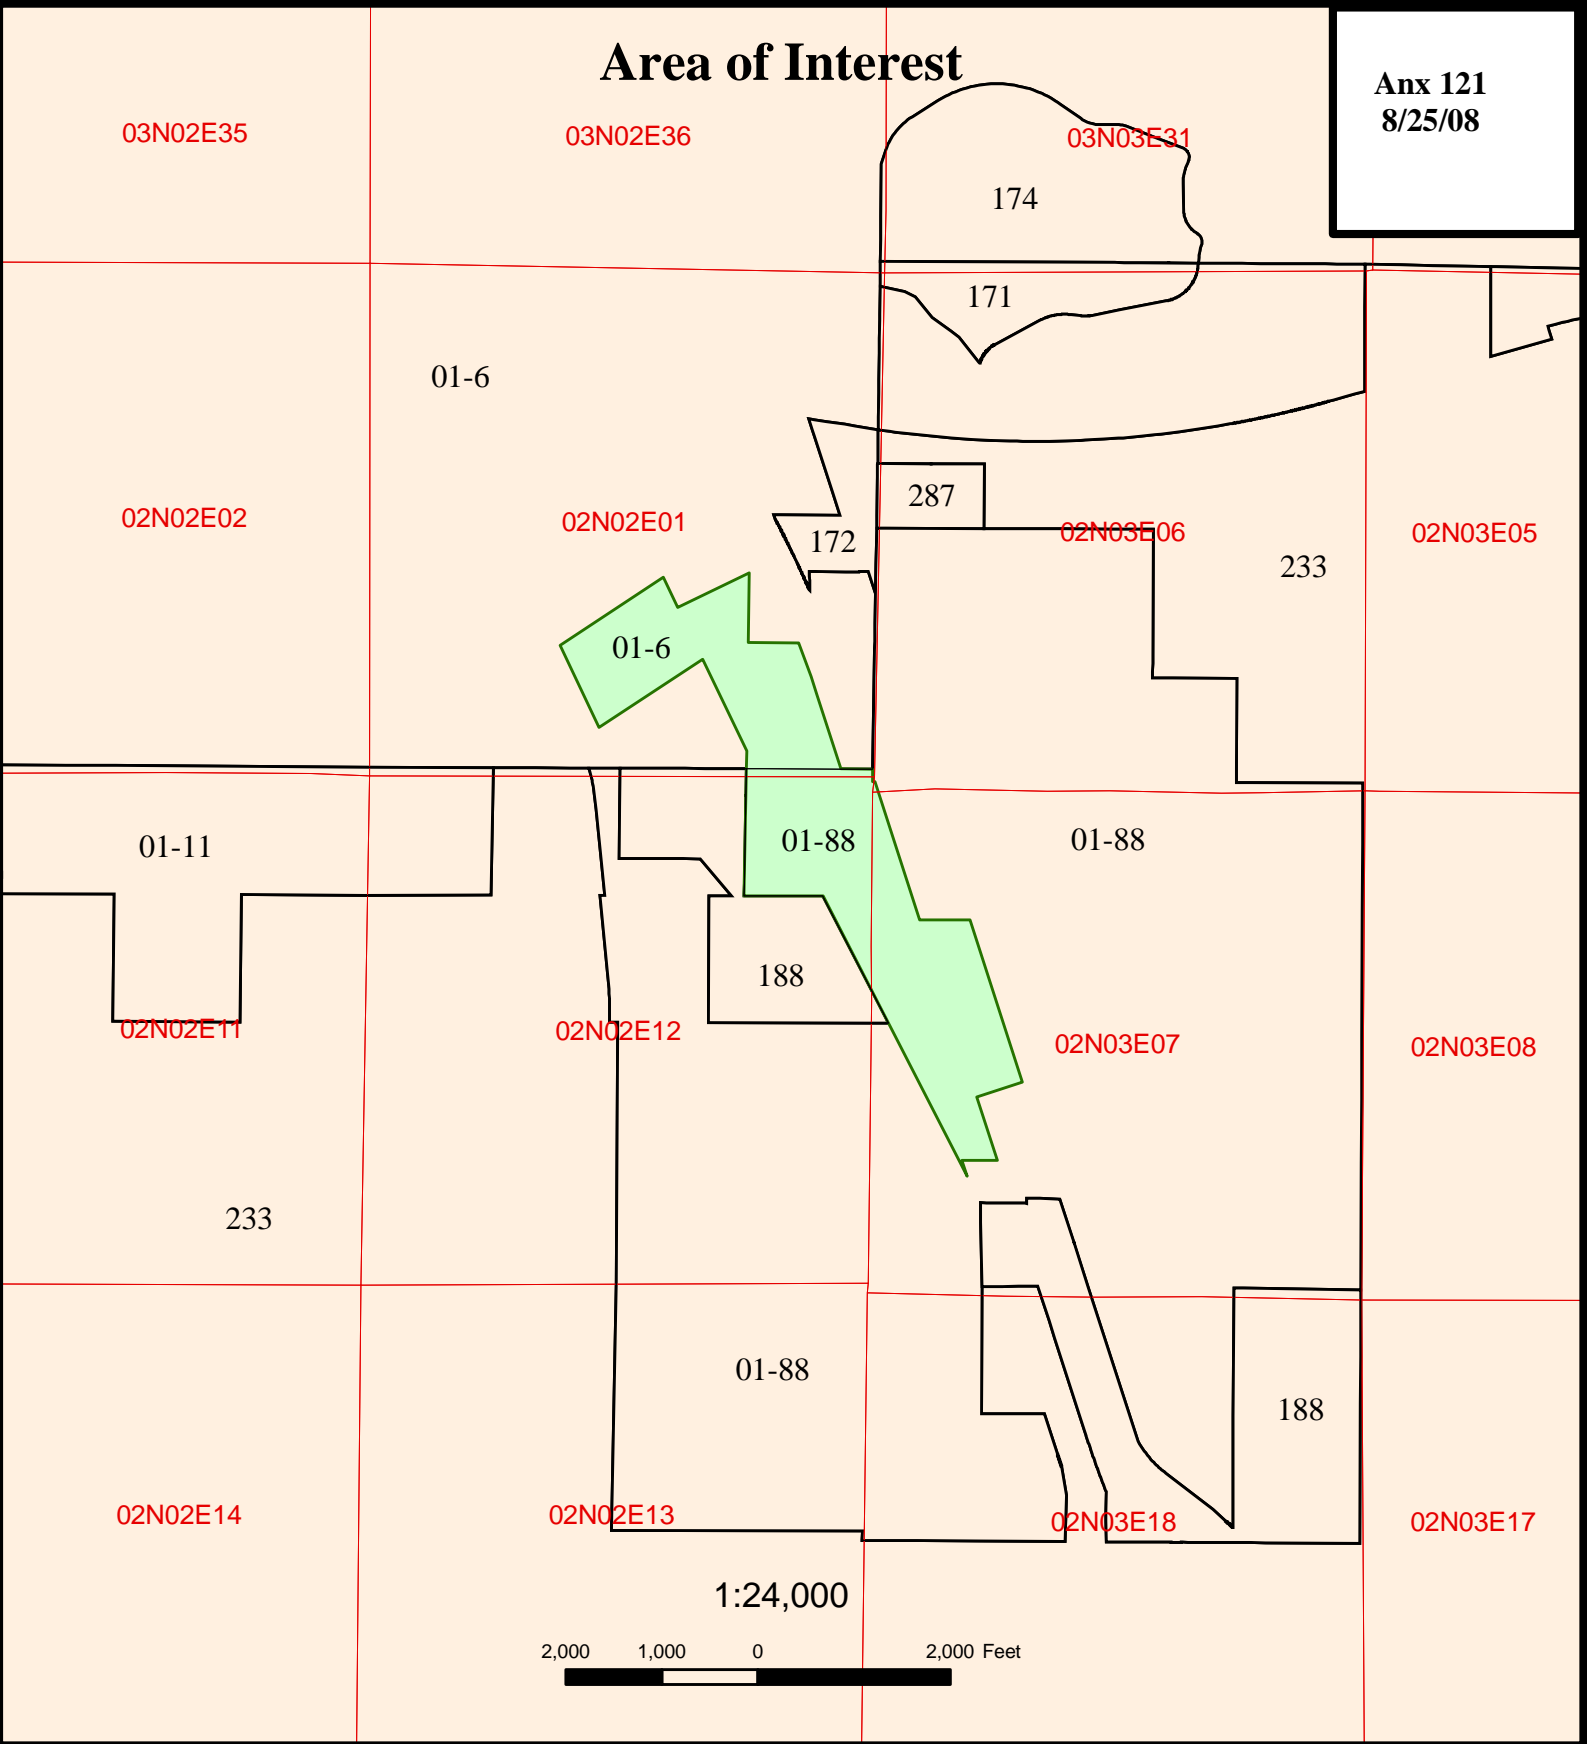 Area of Interest
Anx 121
8/25/08
03N02E35
03N02E36
03N03E31
174
171
01-6
287
02N02E02
02N02E01
172
02N03E06
02N03E05
233
01-6
01-11
01-88
01-88
188
02N02E11
02N02E12
02N03E07
02N03E08
233
01-88
188
02N02E14
02N02E13
02N03E18
02N03E17
1:24,000
2,000 1,000 0 2,000 Feet